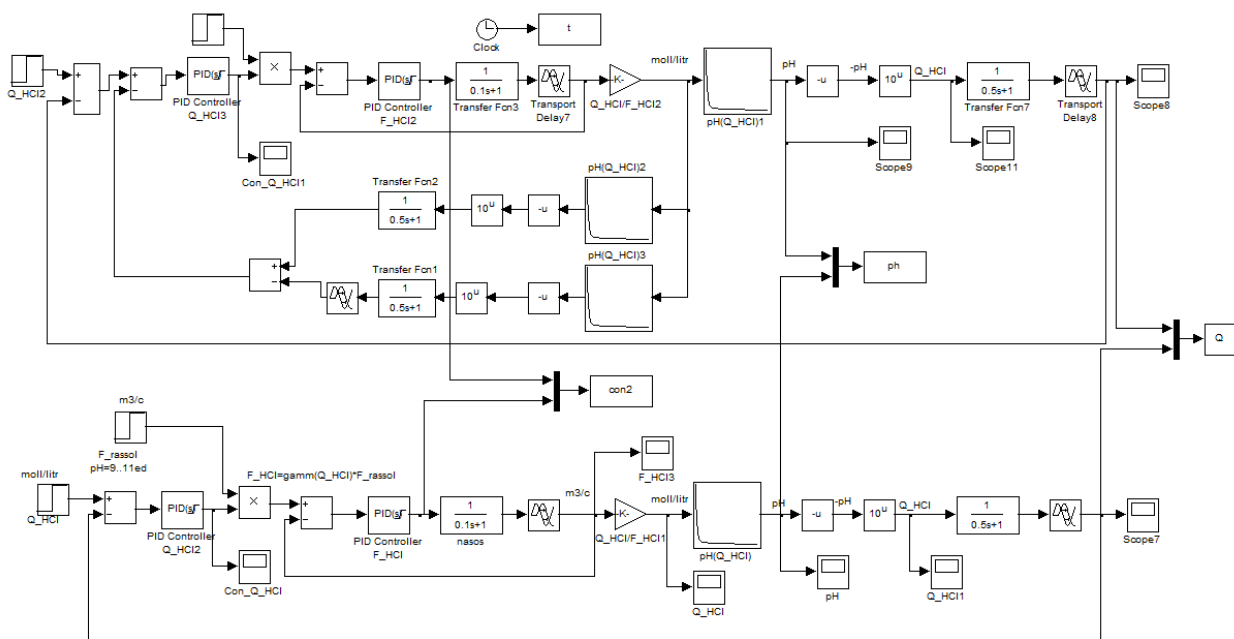 Q_HCl2
PID(s)
PID Controller
Q_HCl3
Con_Q_HCl1
×
PID(s)
PID Controller
F_HCl2
Clock
t
1
0.1s+1
Transfer Fcn3
Transport
Delay7
-K-
Q_HCl/F_HCl2
moll/litr
pH(Q_HCl)1
pH
-u
-pH
10^u
Q_HCl
1
0.5s+1
Transfer Fcn7
Transport
Delay8
Scope8
Scope9
Scope11
Transfer Fcn2
1
0.5s+1
10^u
-u
pH(Q_HCl)2
Transfer Fcn1
1
0.5s+1
10^u
-u
pH(Q_HCl)3
ph
Q
con2
m3/c
F_rassol
pH=9..11ed
moll/litr
Q_HCl
PID(s)
PID Controller
Q_HCl2
Con_Q_HCl
F_HCl=gamm(Q_HCl)*F_rassol
×
PID(s)
PID Controller
F_HCl
1
0.1s+1
nasos
m3/c
F_HCl3
-K-
Q_HCl/F_HCl1
moll/litr
Q_HCl
pH(Q_HCl)
pH
-u
-pH
10^u
Q_HCl
1
0.5s+1
pH
Q_HCl1
Scope7